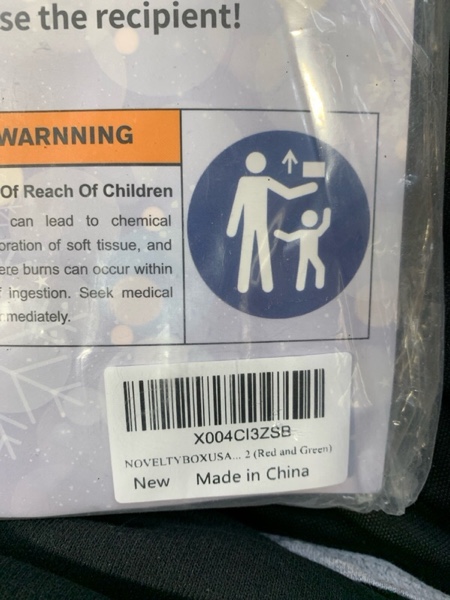 se the recipient!
WARNNING
Of Reach Of Children
can lead to chemical
oration of soft tissue, and
ere burns can occur within
ingestion. Seek medical
mediately.
X004CI3ZSB
NOVELTYBOXUSA... 2 (Red and Green)
New Made in China